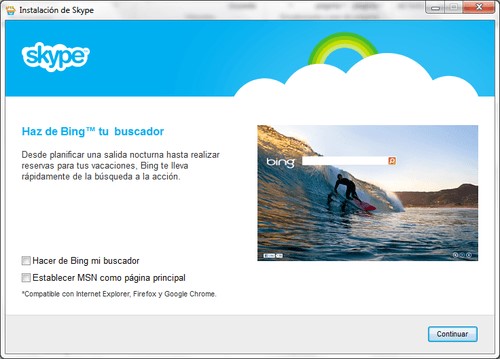 Instalación de Skype
skype™
Haz de Bing™ tu buscador
Desde planificar una salida nocturna hasta realizar
reservas para tus vacaciones, Bing te lleva
rápidamente de la búsqueda a la acción.
bing
Hacer de Bing mi buscador
Establecer MSN como página principal
*Compatible con Internet Explorer, Firefox y Google Chrome.
Continuar